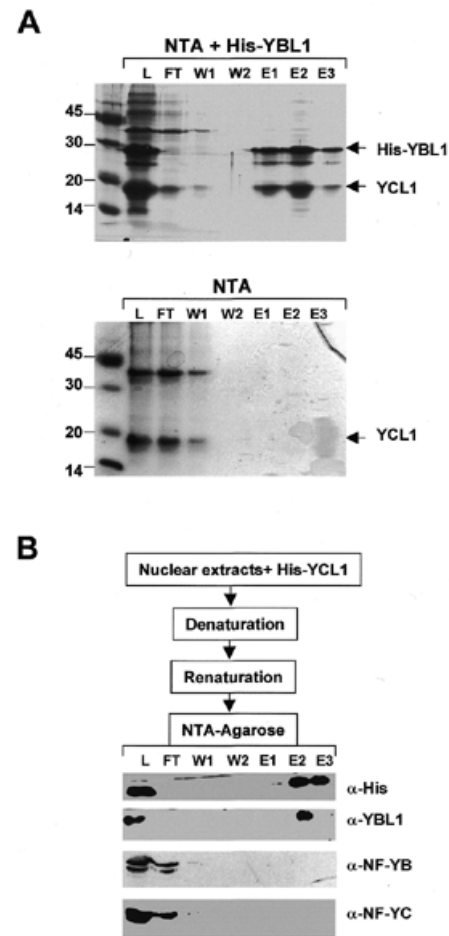 A
NTA + His-YBL1
L FT W1 W2 E1 E2 E3
45
30
20
14
His-YBL1
YCL1
NTA
L FT W1 W2 E1 E2 E3
45
30
20
14
YCL1
B
Nuclear extracts+ His-YCL1
Denaturation
Renaturation
NTA-Agarose
L FT W1 W2 E1 E2 E3
α-His
α-YBL1
α-NF-YB
α-NF-YC